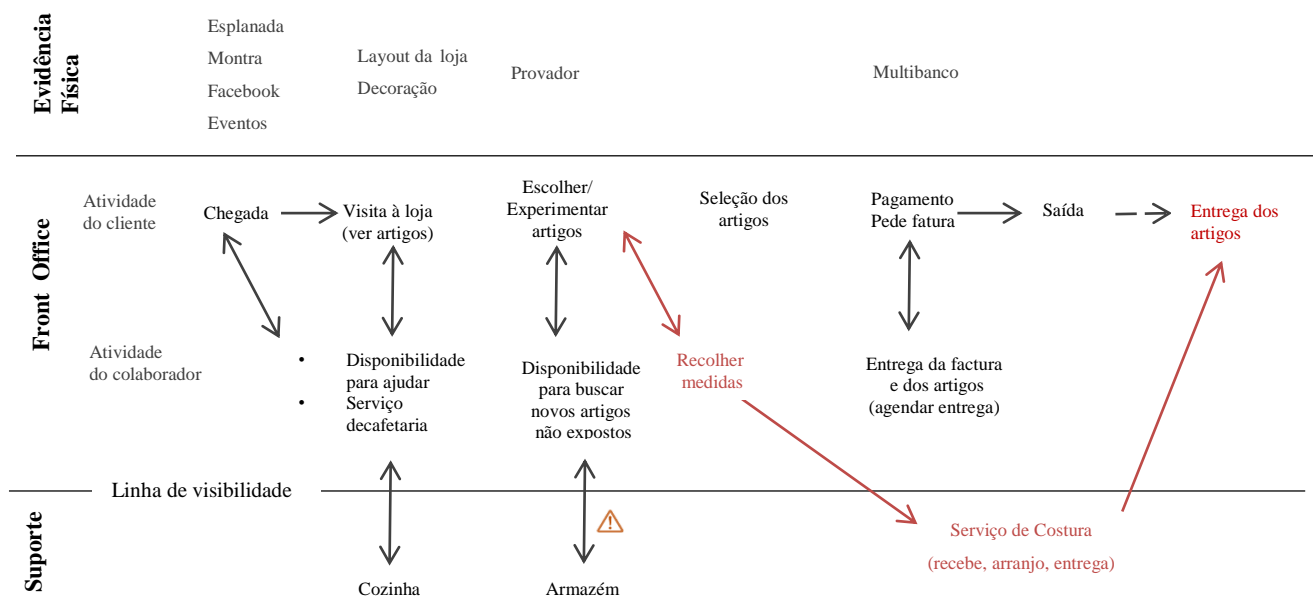 Evidência
Física
Esplanada
Montra
Facebook
Eventos
Layout da loja
Decoração
Provador
Multibanco
Front Office
Atividade
do cliente
Chegada
Visita à loja
(ver artigos)
Escolher/
Experimentar
artigos
Seleção dos
artigos
Pagamento
Pede fatura
Saída
Entrega dos
artigos
Atividade
do colaborador
• Disponibilidade
para ajudar
• Serviço
decafetaria
Disponibilidade
para buscar
novos artigos
não expostos
Recolher
medidas
Entrega da factura
e dos artigos
(agendar entrega)
Linha de visibilidade
Suporte
Cozinha
Armazém
Serviço de Costura
(recebe, arranjo, entrega)